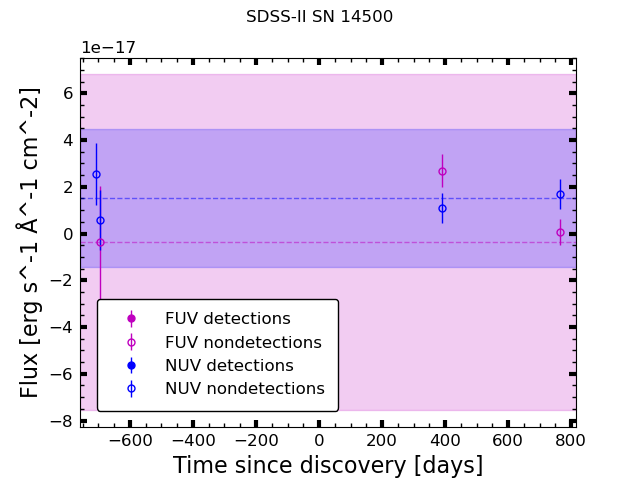 SDSS-II SN 14500
1e−17
6
4
2
0
−2
−4
−6
−8
Flux [erg s^-1 Å^-1 cm^-2]
FUV detections
FUV nondetections
NUV detections
NUV nondetections
−600 −400 −200 0 200 400 600 800
Time since discovery [days]